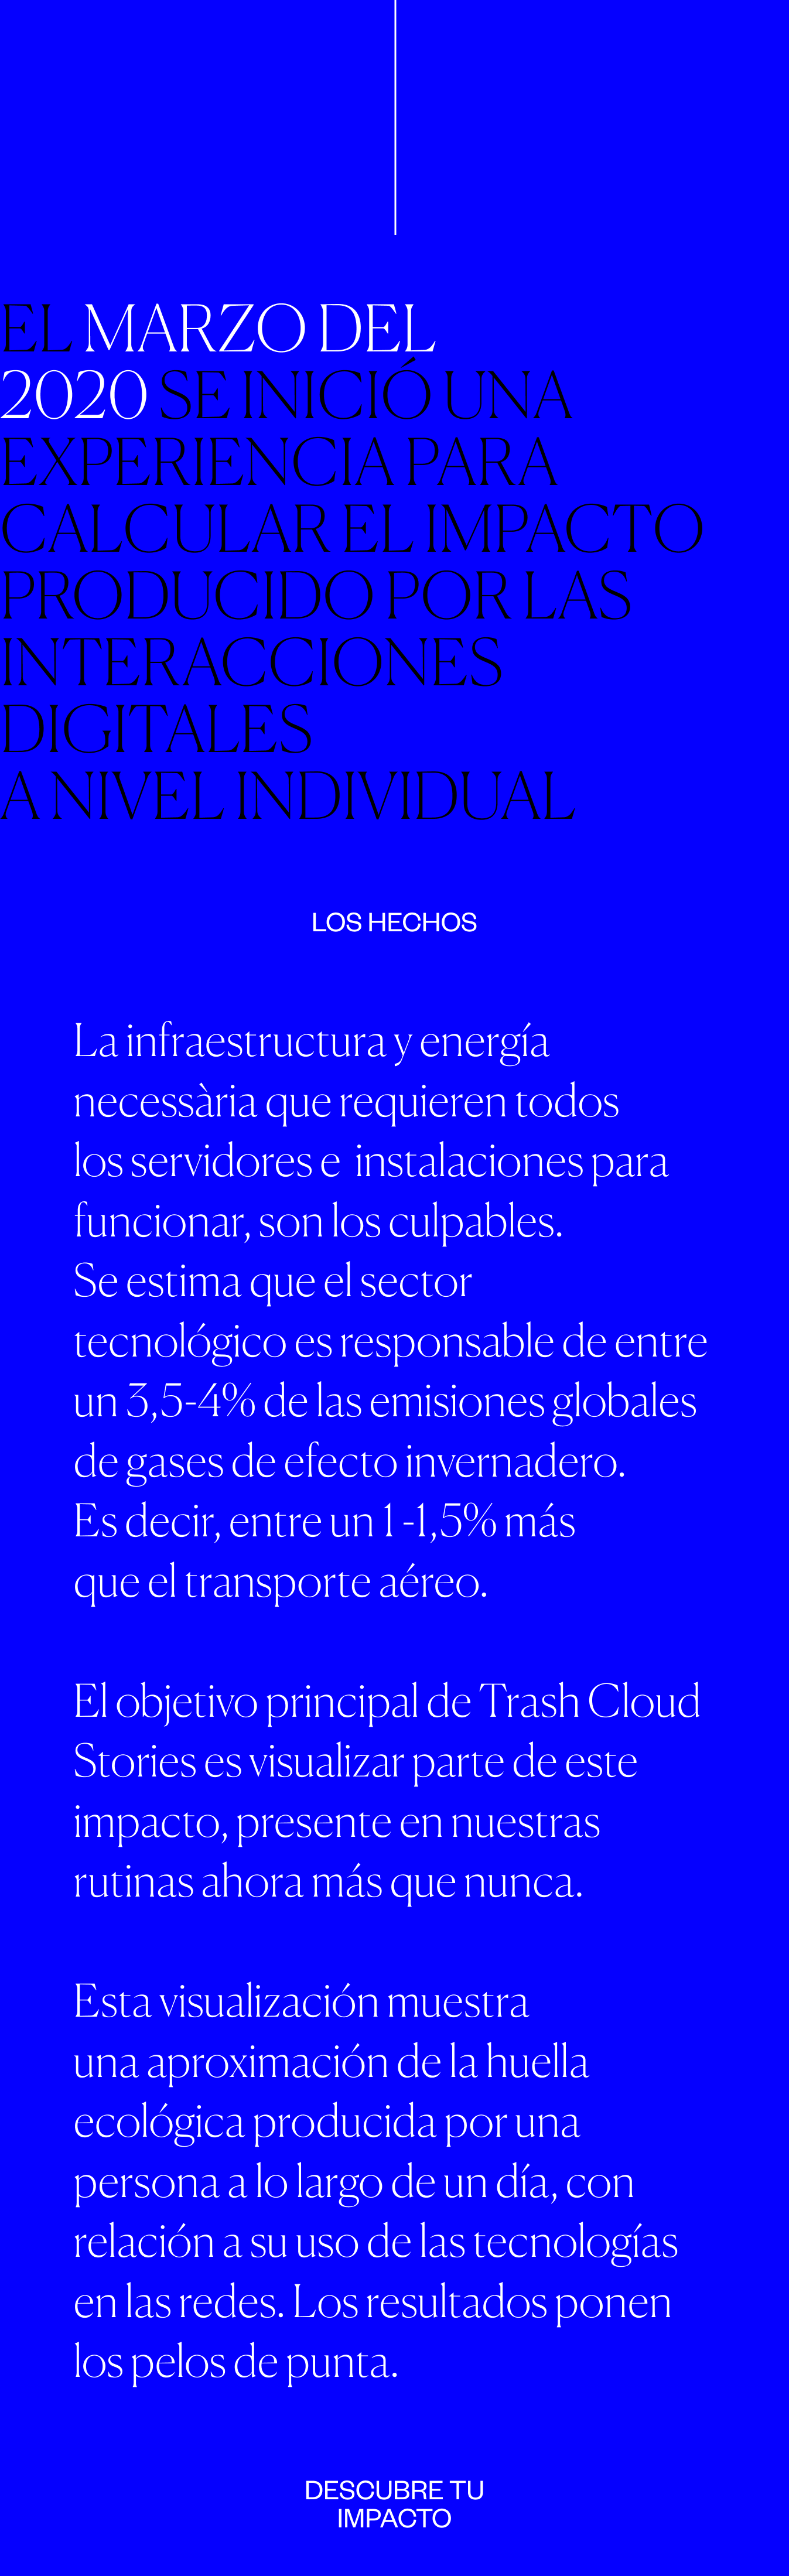 EL MARZO DEL
2020 SE INICIÓ UNA
EXPERIENCIA PARA
CALCULAR EL IMPACTO
PRODUCIDO POR LAS
INTERACCIONES
DIGITALES
A NIVEL INDIVIDUAL
LOS HECHOS
La infraestructura y energía
necessària que requieren todos
los servidores e instalaciones para
funcionar, son los culpables.
Se estima que el sector
tecnológico es responsable de entre
un 3,5-4% de las emisiones globales
de gases de efecto invernadero.
Es decir, entre un 1 -1,5% más
que el transporte aéreo.
El objetivo principal de Trash Cloud
Stories es visualizar parte de este
impacto, presente en nuestras
rutinas ahora más que nunca.
Esta visualización muestra
una aproximación de la huella
ecológica producida por una
persona a lo largo de un día, con
relación a su uso de las tecnologías
en las redes. Los resultados ponen
los pelos de punta.
DESCUBRE TU
IMPACTO